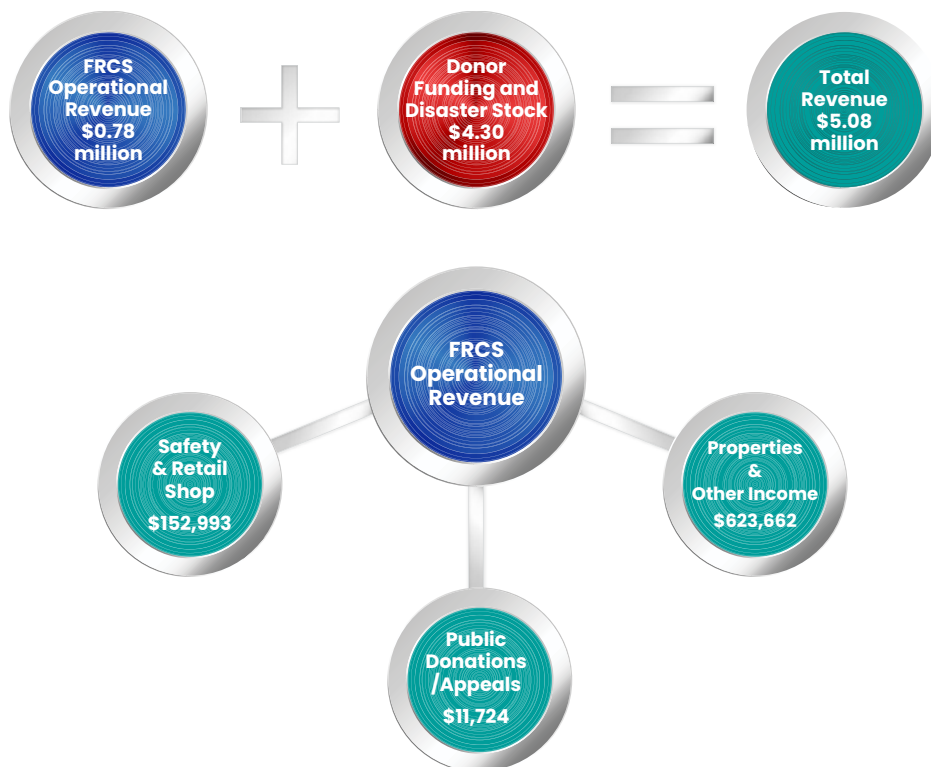 FRCS
Operational
Revenue
$0.78
million
Donor
Funding and
Disaster Stock
$4.30
million
Total
Revenue
$5.08
million
FRCS
Operational
Revenue
Safety
& Retail
Shop
$152,993
Properties
&
Other Income
$623,662
Public
Donations
/Appeals
$11,724